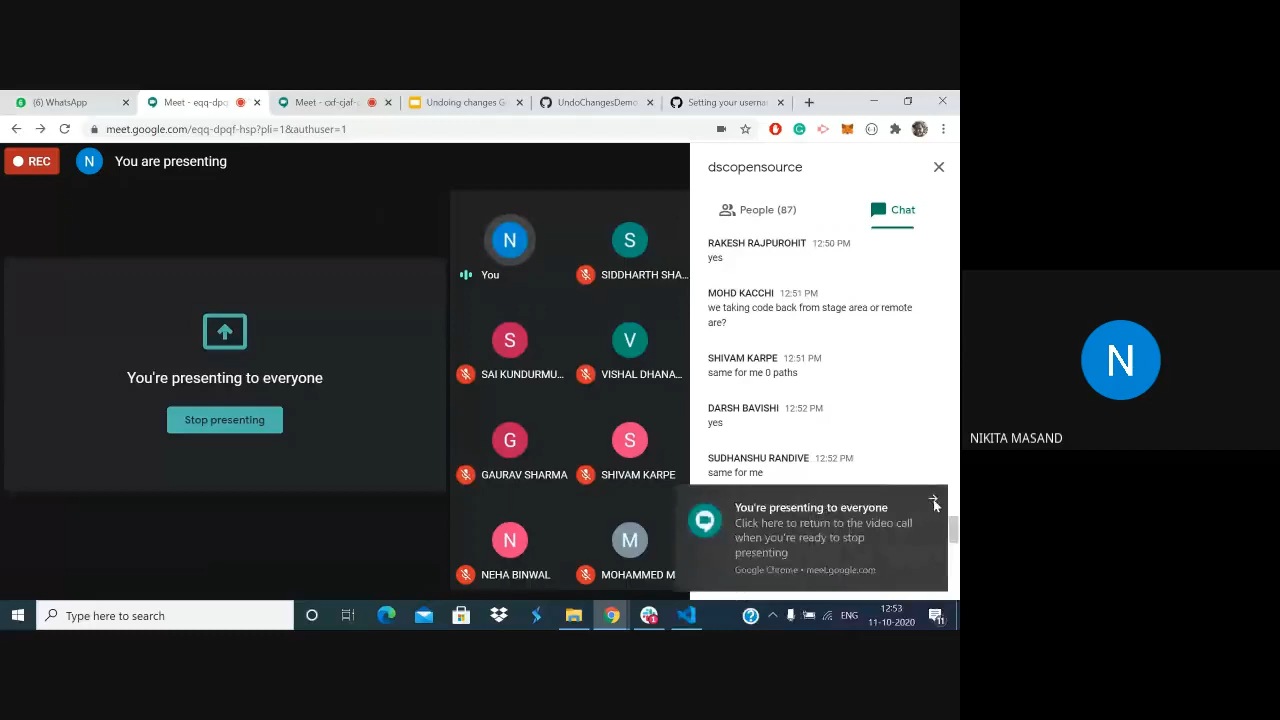 6
(6) WhatsApp
Meet - eqq-dpq
Meet - cxf-cjaf-c
Undoing changes G
UndoChangesDemo
Setting your userna
meet.google.com/eqq-dpqf-hsp?pli=1&authuser=1
REC
N
You are presenting
dscopensource
People (87)
Chat
N
You
S
SIDDHARTH SHA...
S
SAI KUNDURMU...
V
VISHAL DHANA...
G
GAURAV SHARMA
S
SHIVAM KARPE
N
NEHA BINWAL
M
MOHAMMED M
You're presenting to everyone
Stop presenting
RAKESH RAJPUROHIT 12:50 PM
yes
MOHD KACCHI 12:51 PM
we taking code back from stage area or remote
are?
SHIVAM KARPE 12:51 PM
same for me 0 paths
DARSH BAVISHI 12:52 PM
yes
SUDHANSHU RANDIVE 12:52 PM
same for me
You're presenting to everyone
Click here to return to the video call
when you're ready to stop
presenting
Google Chrome • meet.google.com
Type here to search
ENG
12:53
11-10-2020
11
N
NIKITA MASAND